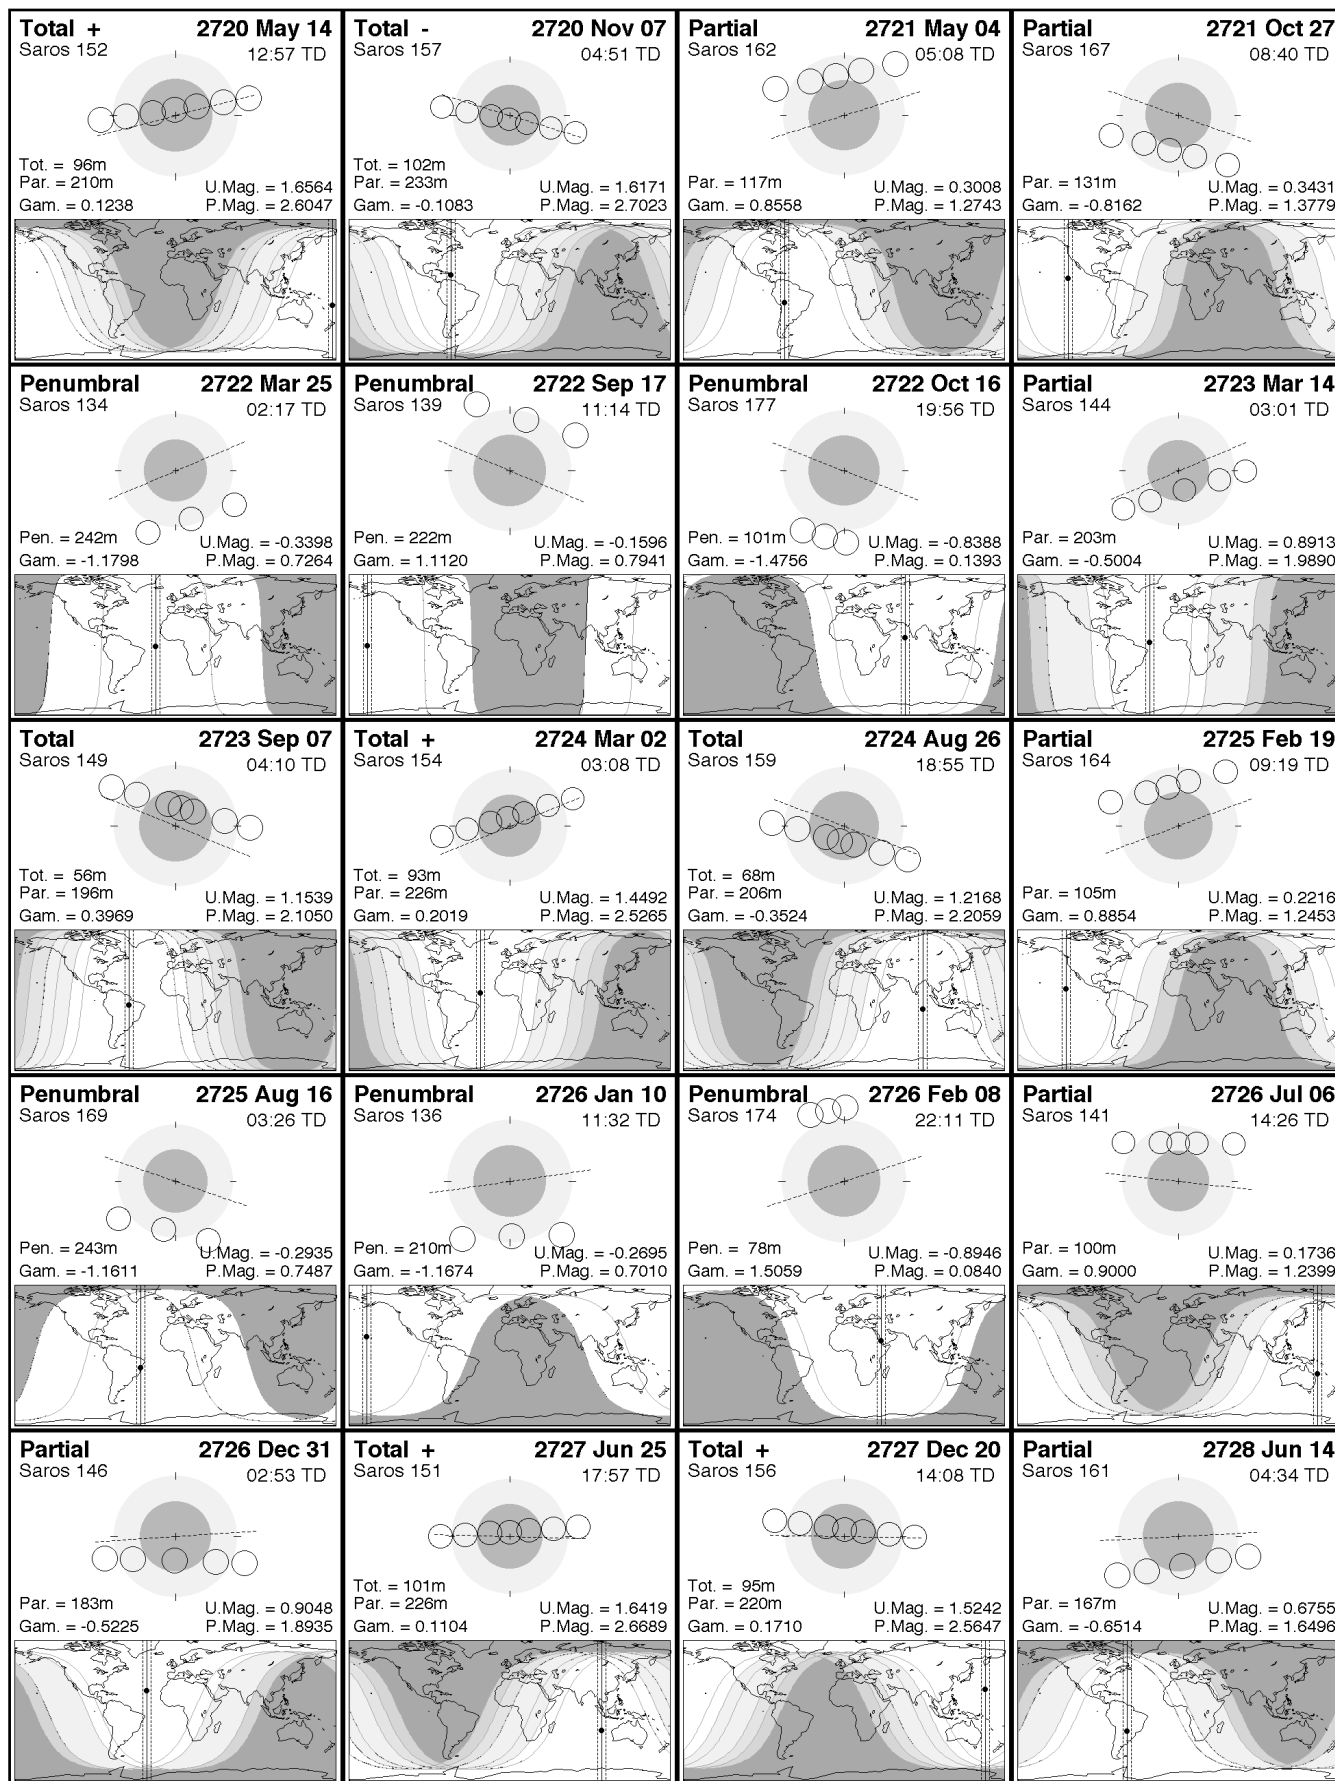 Total + 2720 May 14
Saros 152 12:57 TD
Tot. = 96m
Par. = 210m U.Mag. = 1.6564
Gam. = 0.1238 P.Mag. = 2.6047
Total - 2720 Nov 07
Saros 157 04:51 TD
Tot. = 102m
Par. = 233m U.Mag. = 1.6171
Gam. = -0.1083 P.Mag. = 2.7023
Partial 2721 May 04
Saros 162 05:08 TD
Par. = 117m U.Mag. = 0.3008
Gam. = 0.8558 P.Mag. = 1.2743
Partial 2721 Oct 27
Saros 167 08:40 TD
Par. = 131m U.Mag. = 0.3431
Gam. = -0.8162 P.Mag. = 1.3779
Penumbral 2722 Mar 25
Saros 134 02:17 TD
Pen. = 242m U.Mag. = -0.3398
Gam. = -1.1798 P.Mag. = 0.7264
Penumbral 2722 Sep 17
Saros 139 11:14 TD
Pen. = 222m U.Mag. = -0.1596
Gam. = 1.1120 P.Mag. = 0.7941
Penumbral 2722 Oct 16
Saros 177 19:56 TD
Pen. = 101m U.Mag. = -0.8388
Gam. = -1.4756 P.Mag. = 0.1393
Partial 2723 Mar 14
Saros 144 03:01 TD
Par. = 203m U.Mag. = 0.8913
Gam. = -0.5004 P.Mag. = 1.9890
Total 2723 Sep 07
Saros 149 04:10 TD
Tot. = 56m
Par. = 196m U.Mag. = 1.1539
Gam. = 0.3969 P.Mag. = 2.1050
Total + 2724 Mar 02
Saros 154 03:08 TD
Tot. = 93m
Par. = 226m U.Mag. = 1.4492
Gam. = 0.2019 P.Mag. = 2.5265
Total 2724 Aug 26
Saros 159 18:55 TD
Tot. = 68m
Par. = 206m U.Mag. = 1.2168
Gam. = -0.3524 P.Mag. = 2.2059
Partial 2725 Feb 19
Saros 164 09:19 TD
Par. = 105m U.Mag. = 0.2216
Gam. = 0.8854 P.Mag. = 1.2453
Penumbral 2725 Aug 16
Saros 169 03:26 TD
Pen. = 243m U.Mag. = -0.2935
Gam. = -1.1611 P.Mag. = 0.7487
Penumbral 2726 Jan 10
Saros 136 11:32 TD
Pen. = 210m U.Mag. = -0.2695
Gam. = -1.1674 P.Mag. = 0.7010
Penumbral 2726 Feb 08
Saros 174 22:11 TD
Pen. = 78m U.Mag. = -0.8946
Gam. = 1.5059 P.Mag. = 0.0840
Partial 2726 Jul 06
Saros 141 14:26 TD
Par. = 100m U.Mag. = 0.1736
Gam. = 0.9000 P.Mag. = 1.2399
Partial 2726 Dec 31
Saros 146 02:53 TD
Par. = 183m U.Mag. = 0.9048
Gam. = -0.5225 P.Mag. = 1.8935
Total + 2727 Jun 25
Saros 151 17:57 TD
Tot. = 101m
Par. = 226m U.Mag. = 1.6419
Gam. = 0.1104 P.Mag. = 2.6689
Total + 2727 Dec 20
Saros 156 14:08 TD
Tot. = 95m
Par. = 220m U.Mag. = 1.5242
Gam. = 0.1710 P.Mag. = 2.5647
Partial 2728 Jun 14
Saros 161 04:34 TD
Par. = 167m U.Mag. = 0.6755
Gam. = -0.6514 P.Mag. = 1.6496